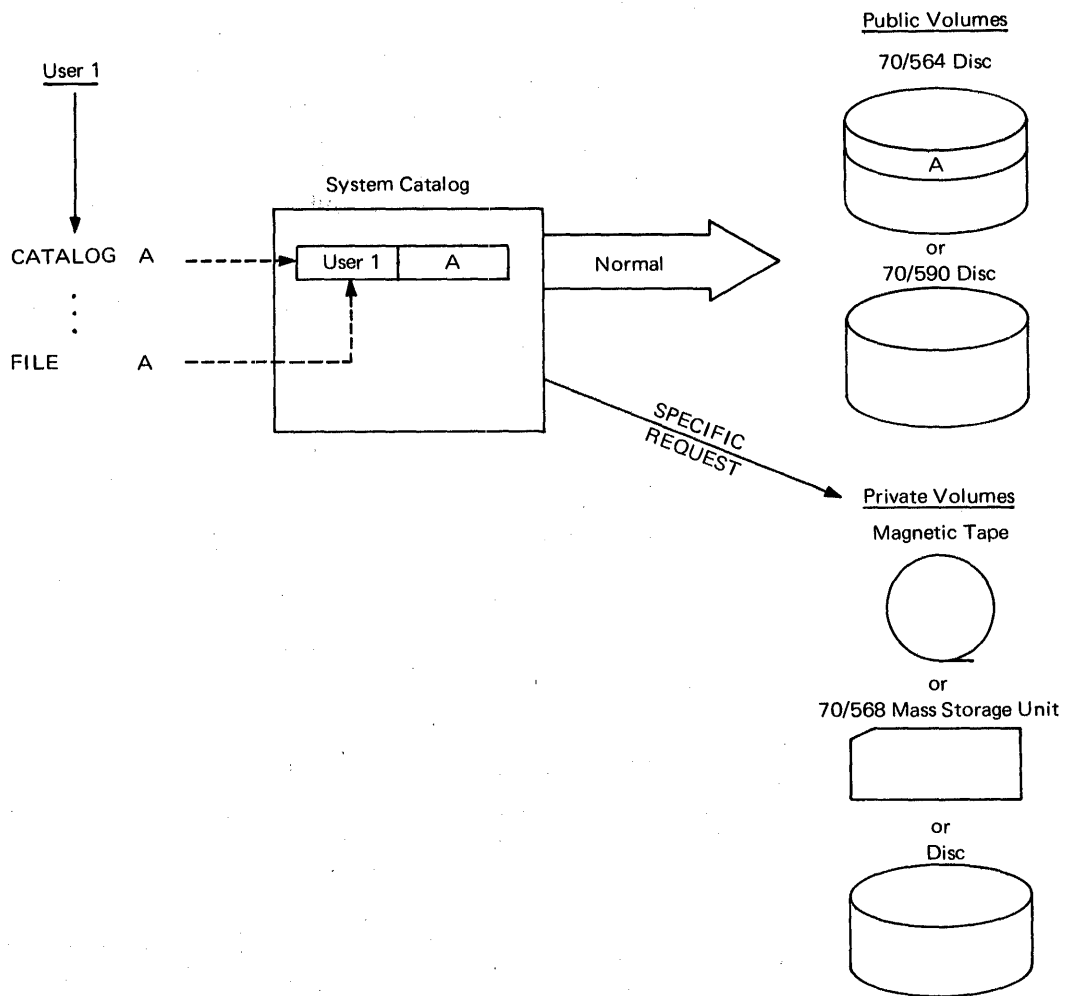 Public Volumes
70/564 Disc
User 1
A
System Catalog
or
CATALOG A
User 1 A
Normal
70/590 Disc
FILE A
SPECIFIC
REQUEST
Private Volumes
Magnetic Tape
or
70/568 Mass Storage Unit
or
Disc